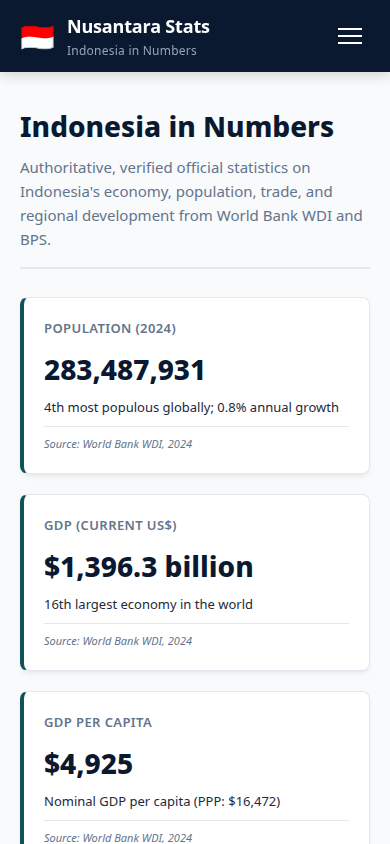 Nusantara Stats
Indonesia in Numbers
Indonesia in Numbers
Authoritative, verified official statistics on
Indonesia's economy, population, trade, and
regional development from World Bank WDI and
BPS.
POPULATION (2024)
283,487,931
4th most populous globally; 0.8% annual growth
Source: World Bank WDI, 2024
GDP (CURRENT US$)
$1,396.3 billion
16th largest economy in the world
Source: World Bank WDI, 2024
GDP PER CAPITA
$4,925
Nominal GDP per capita (PPP: $16,472)
Source: World Bank WDI, 2024